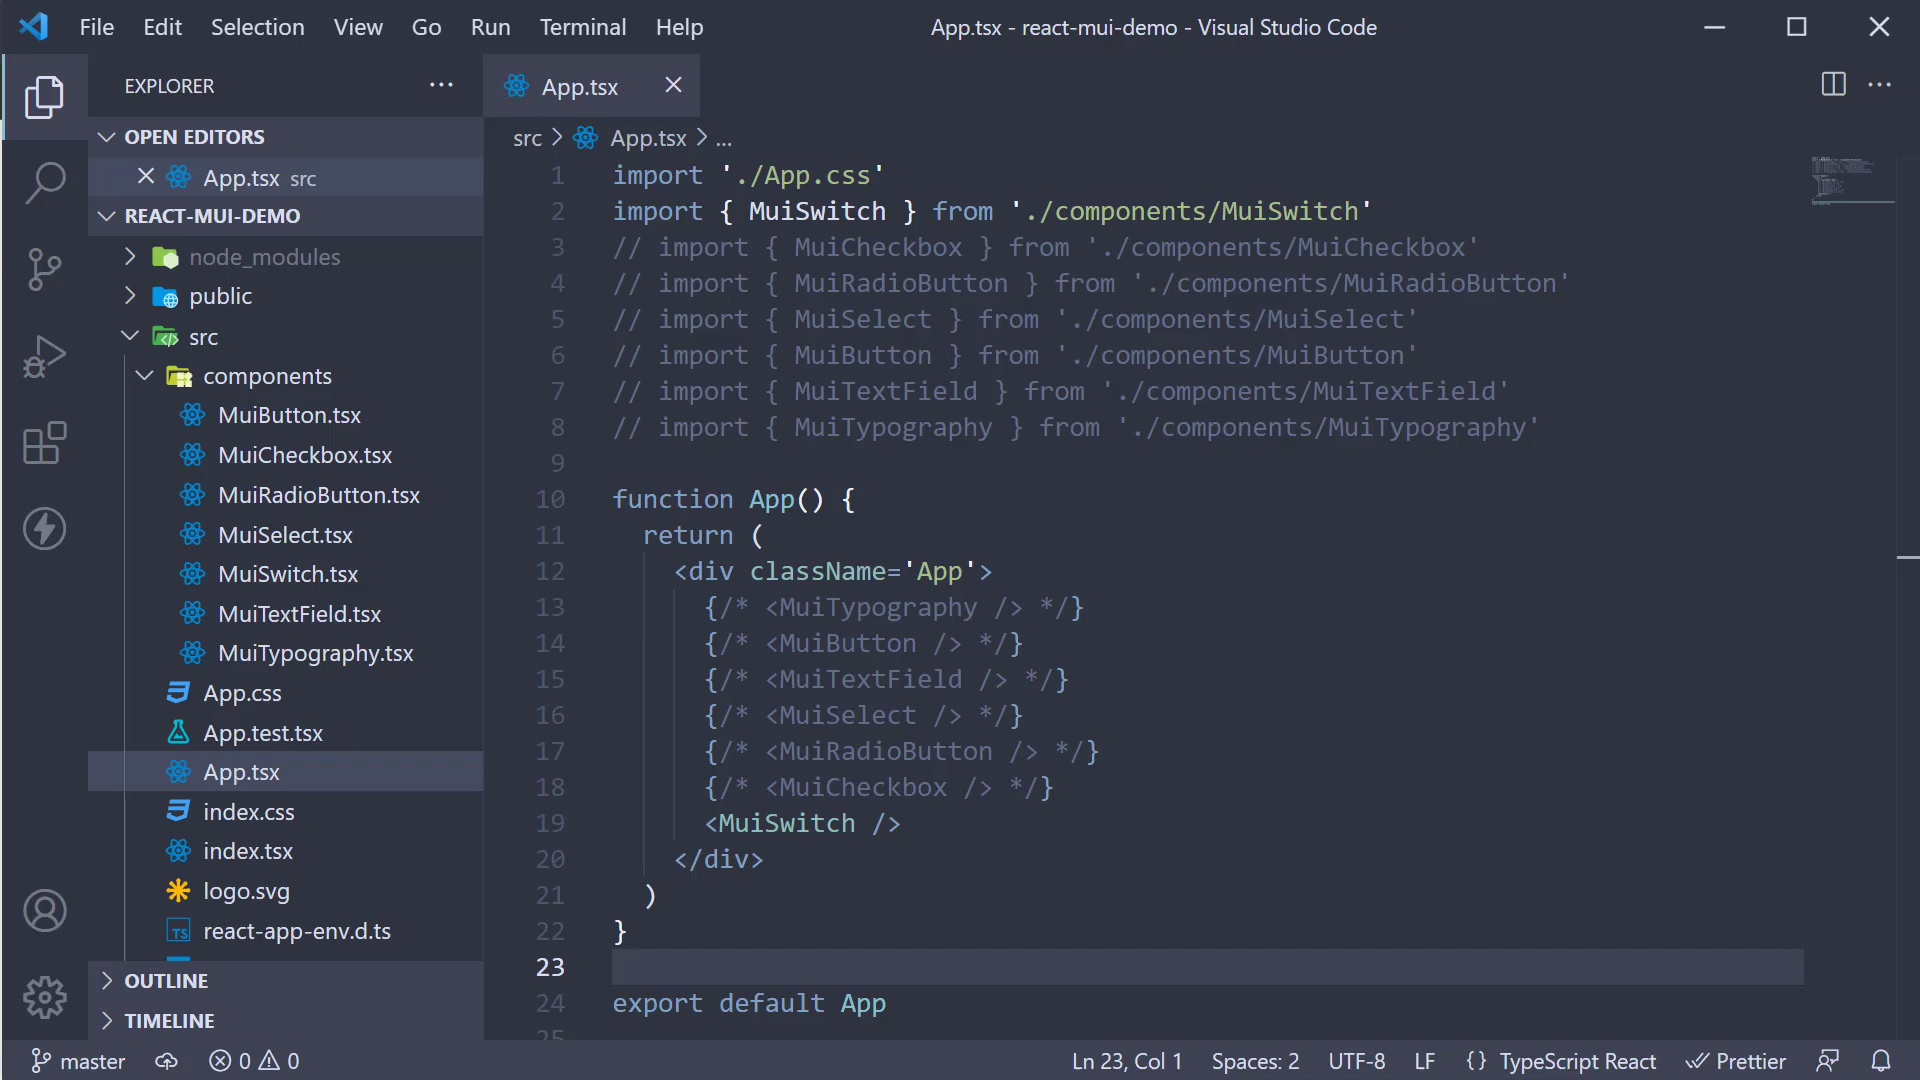 File Edit Selection View Go Run Terminal Help
App.tsx - react-mui-demo - Visual Studio Code
EXPLORER
OPEN EDITORS
App.tsx src
REACT-MUI-DEMO
node_modules
public
src
components
MuiButton.tsx
MuiCheckbox.tsx
MuiRadioButton.tsx
MuiSelect.tsx
MuiSwitch.tsx
MuiTextField.tsx
MuiTypography.tsx
App.css
App.test.tsx
App.tsx
index.css
index.tsx
logo.svg
TS react-app-env.d.ts
OUTLINE
TIMELINE
App.tsx
src > App.tsx > ...
1 import './App.css'
2 import { MuiSwitch } from './components/MuiSwitch'
3 // import { MuiCheckbox } from './components/MuiCheckbox'
4 // import { MuiRadioButton } from './components/MuiRadioButton'
5 // import { MuiSelect } from './components/MuiSelect'
6 // import { MuiButton } from './components/MuiButton'
7 // import { MuiTextField } from './components/MuiTextField'
8 // import { MuiTypography } from './components/MuiTypography'
9
10 function App() {
11 return (
12 <div className='App'>
13 {/* <MuiTypography /> */}
14 {/* <MuiButton /> */}
15 {/* <MuiTextField /> */}
16 {/* <MuiSelect /> */}
17 {/* <MuiRadioButton /> */}
18 {/* <MuiCheckbox /> */}
19 <MuiSwitch />
20 </div>
21 )
22 }
23
24 export default App
25
master 0 0
Ln 23, Col 1 Spaces: 2 UTF-8 LF {} TypeScript React Prettier